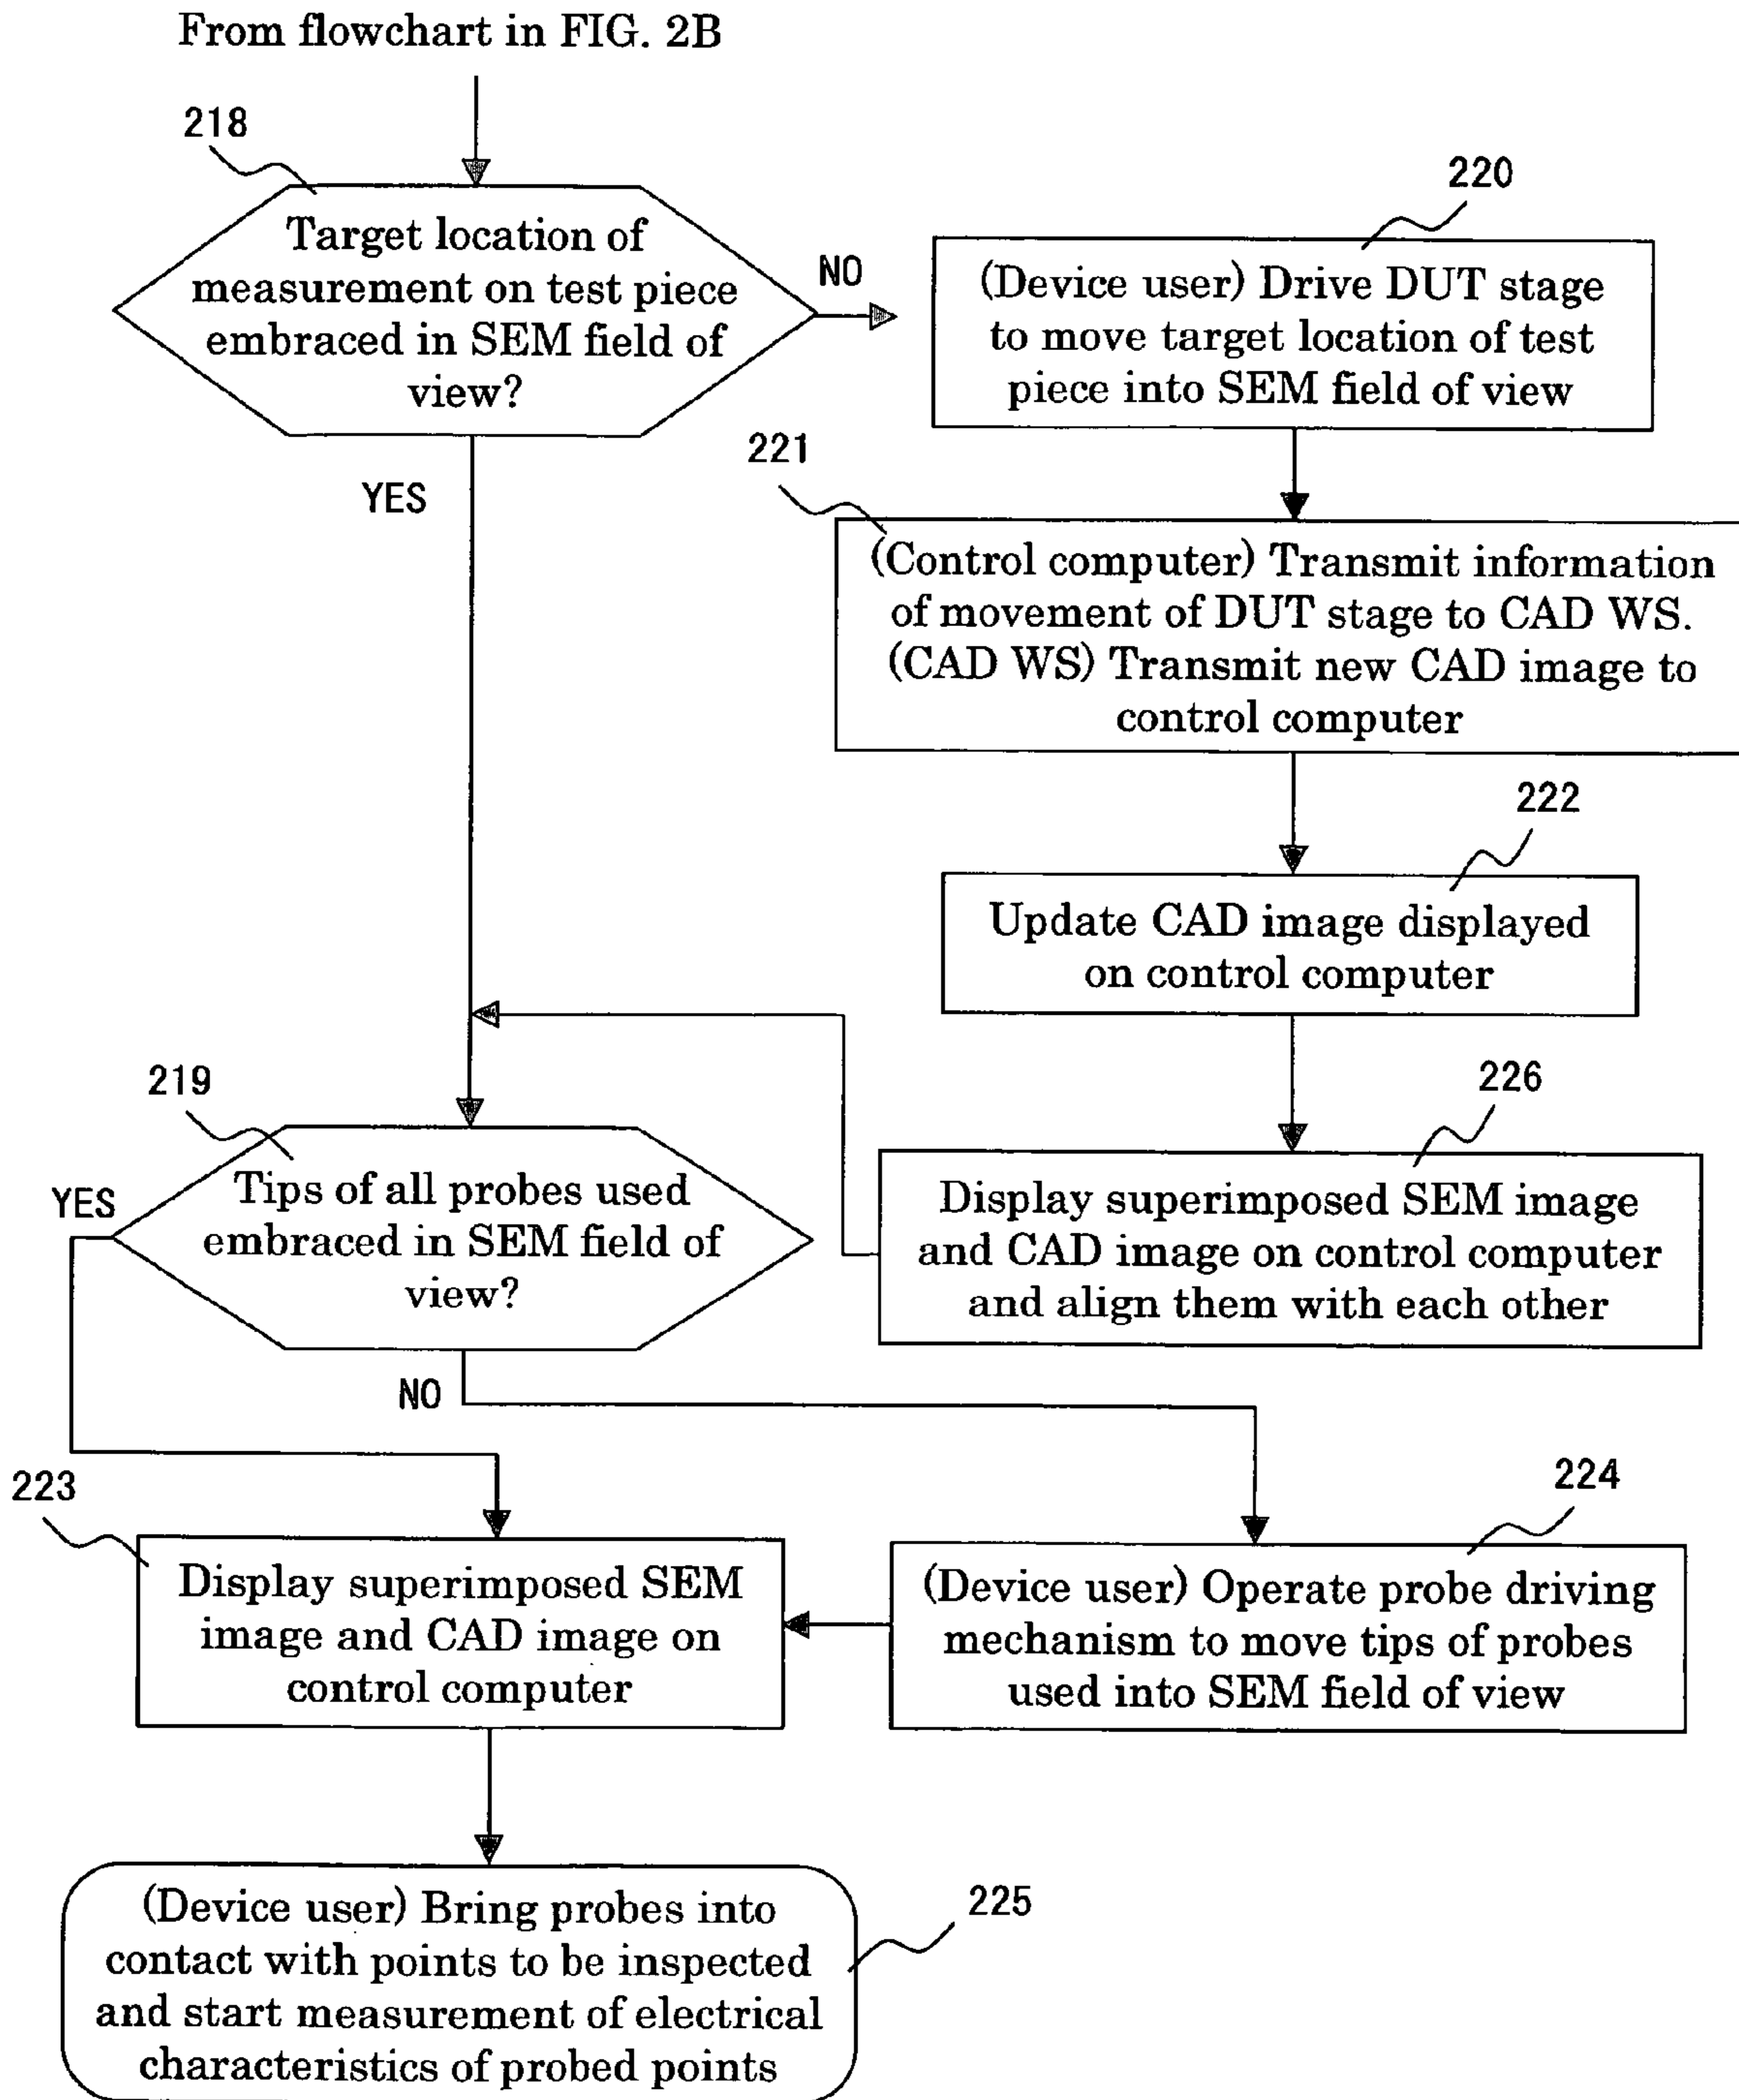 From flowchart in FIG. 2B
218
Target location of
measurement on test piece
embraced in SEM field of
view?
NO
YES
220
(Device user) Drive DUT stage
to move target location of test
piece into SEM field of view
221
(Control computer) Transmit information
of movement of DUT stage to CAD WS.
(CAD WS) Transmit new CAD image to
control computer
222
Update CAD image displayed
on control computer
226
Display superimposed SEM image
and CAD image on control computer
and align them with each other
219
Tips of all probes used
embraced in SEM field of
view?
YES
NO
224
(Device user) Operate probe driving
mechanism to move tips of probes
used into SEM field of view
223
Display superimposed SEM
image and CAD image on
control computer
225
(Device user) Bring probes into
contact with points to be inspected
and start measurement of electrical
characteristics of probed points